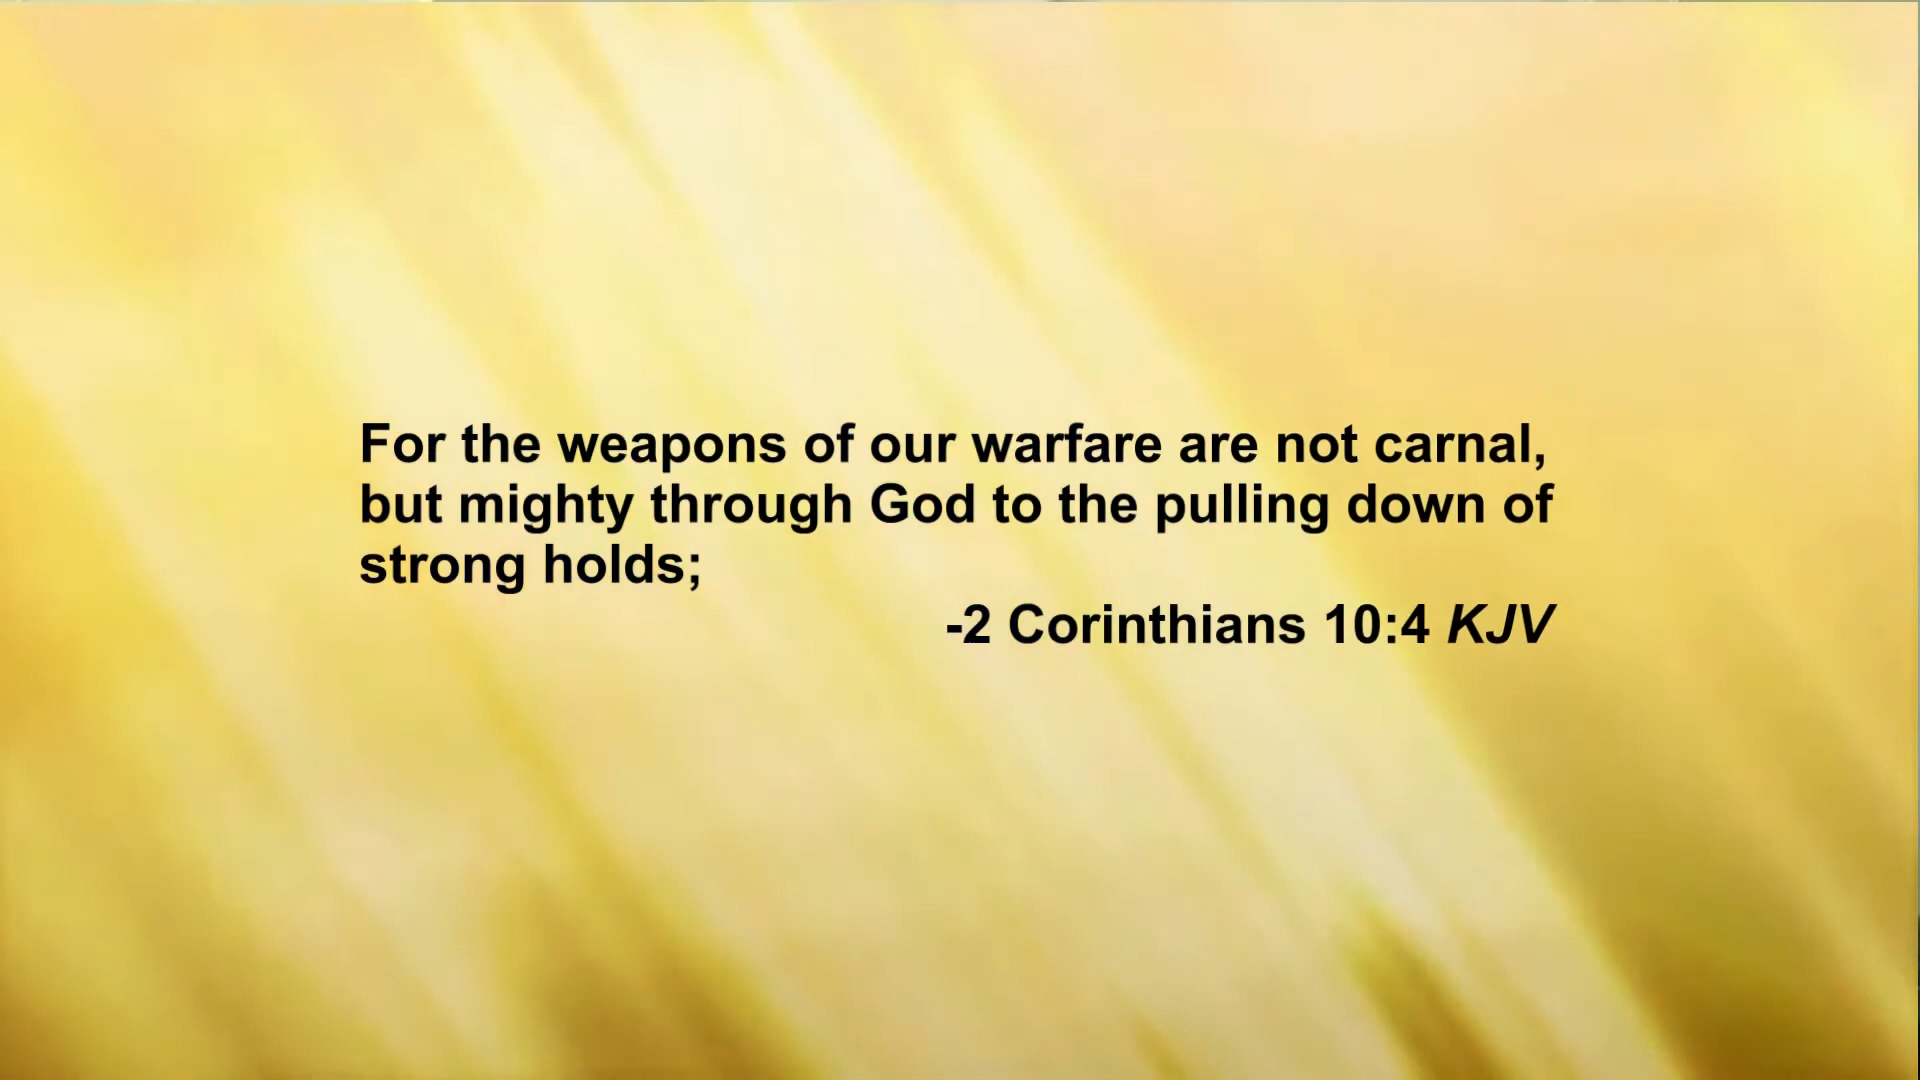 For the weapons of our warfare are not carnal,
but mighty through God to the pulling down of
strong holds;
-2 Corinthians 10:4 KJV